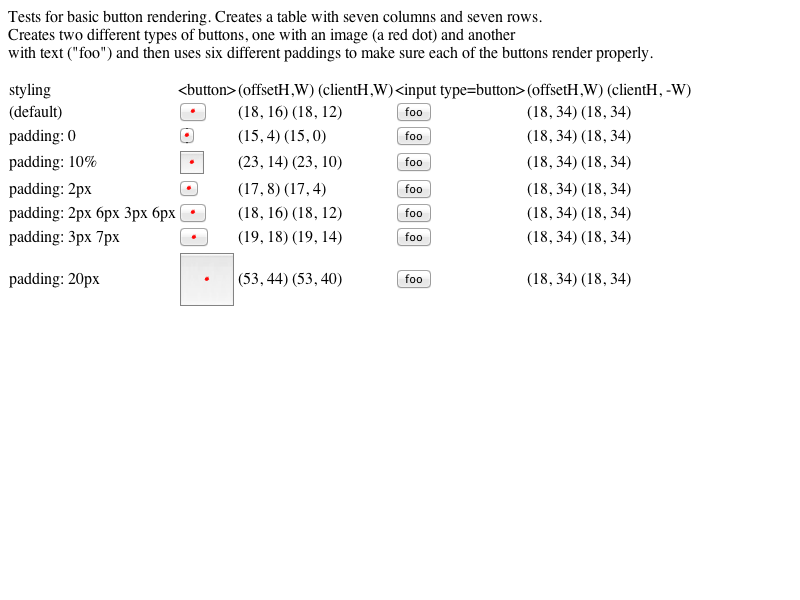 Tests for basic button rendering. Creates a table with seven columns and seven rows.
Creates two different types of buttons, one with an image (a red dot) and another
with text ("foo") and then uses six different paddings to make sure each of the buttons render properly.
styling <button> (offsetH,W) (clientH,W) <input type=button> (offsetH,W) (clientH, -W)
(default) (18, 16) (18, 12) foo (18, 34) (18, 34)
padding: 0 (15, 4) (15, 0) foo (18, 34) (18, 34)
padding: 10% (23, 14) (23, 10) foo (18, 34) (18, 34)
padding: 2px (17, 8) (17, 4) foo (18, 34) (18, 34)
padding: 2px 6px 3px 6px (18, 16) (18, 12) foo (18, 34) (18, 34)
padding: 3px 7px (19, 18) (19, 14) foo (18, 34) (18, 34)
padding: 20px (53, 44) (53, 40) foo (18, 34) (18, 34)